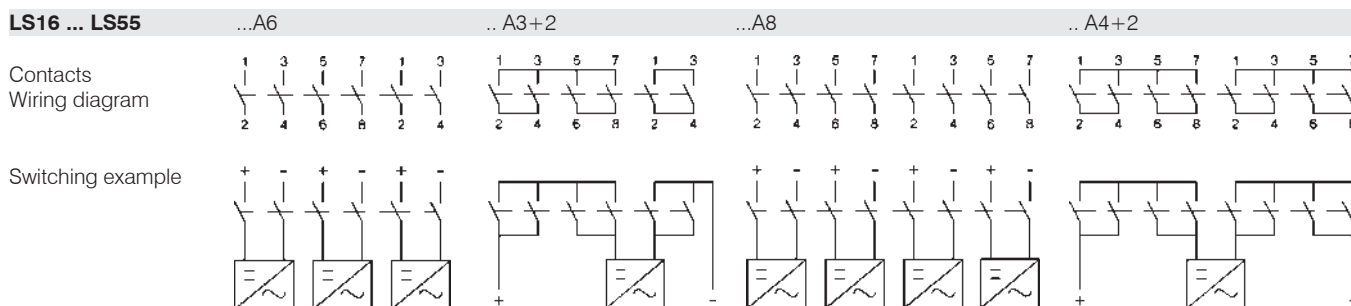 LS16 ... LS55 ...A6 .. A3+2 ...A8 .. A4+2
1 3 5 7 1 3 1 3 5 7 1 3 1 3 5 7 1 3 5 7 1 3 5 7 1 3 5
Contacts
Wiring diagram
2 4 6 8 2 4 2 4 6 8 2 4 2 4 6 8 2 4 6 8 2 4 6 8 2 4 6
Switching example
+ - + - + - + - + - + - + -
+ - +